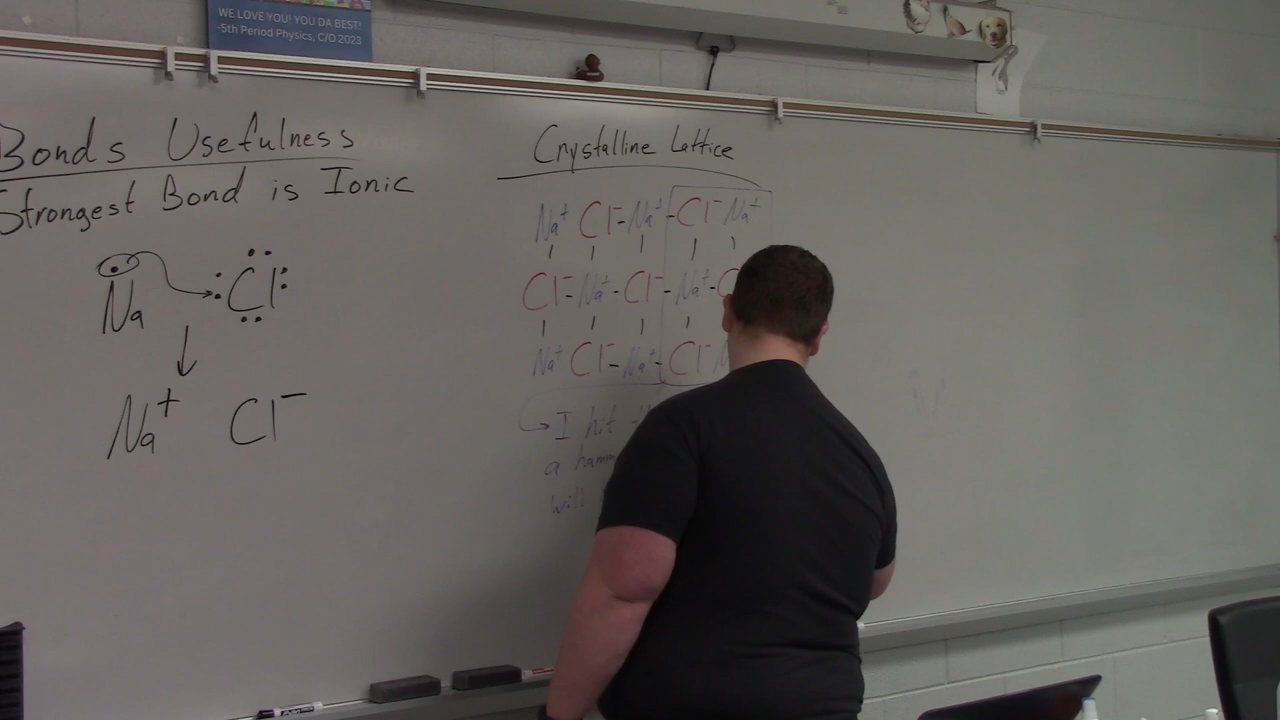 WE LOVE YOU! YOU DA BEST!
-5th Period Physics, C/O 2023
Bonds Usefulness
Strongest Bond is Ionic
Na Cl
Na+ Cl-
Crystalline Lattice
Na+ Cl- - Na+ - Cl- Na+
Cl- - Na+ - Cl- - Na+ -
Na+ Cl- - Na+ - Cl-
I hit
a
will